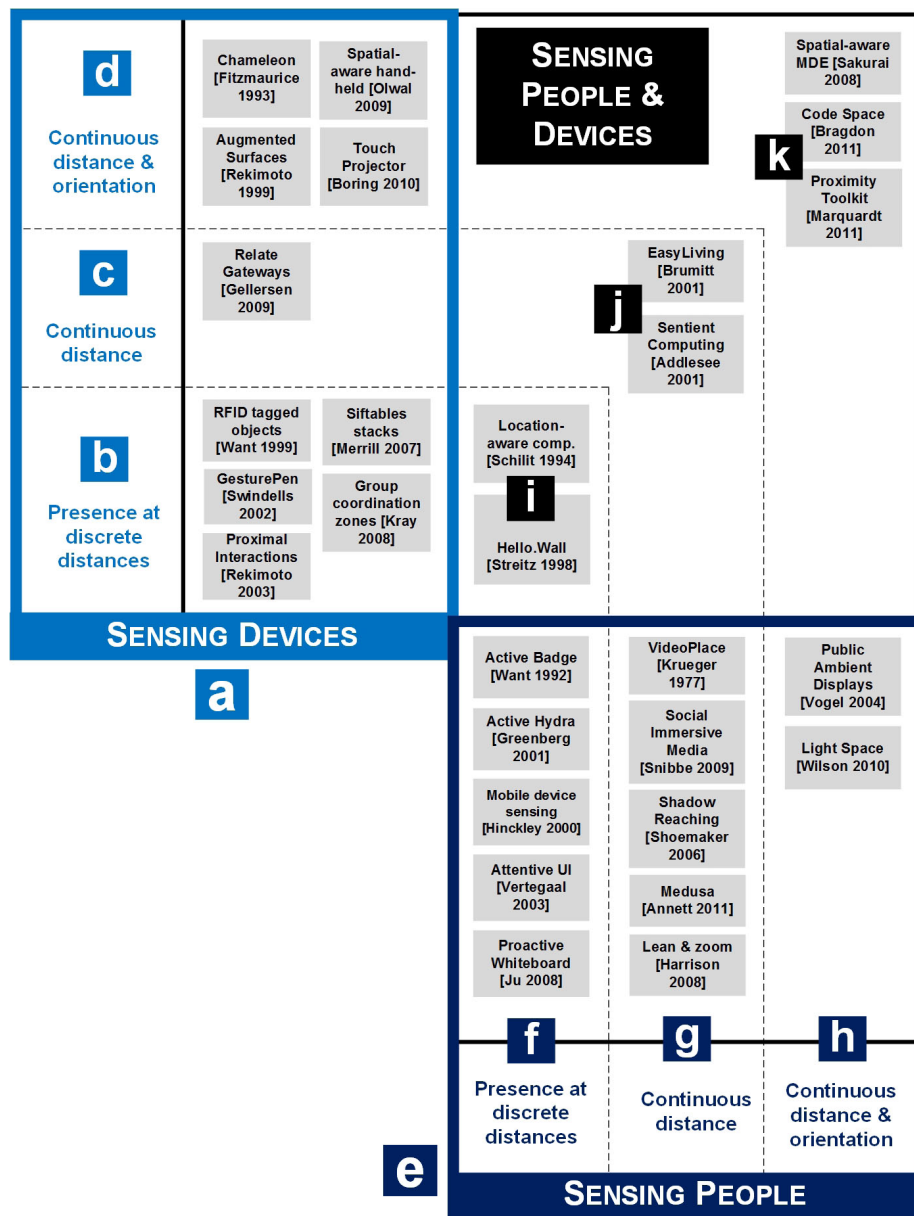 d
Continuous
distance &
orientation
Chameleon
[Fitzmaurice
1993]
Spatial-
aware hand-
held [Olwal
2009]
Augmented
Surfaces
[Rekimoto
1999]
Touch
Projector
[Boring 2010]
SENSING
PEOPLE &
DEVICES
Spatial-aware
MDE [Sakurai
2008]
Code Space
[Bragdon
2011]
k
Proximity
Toolkit
[Marquardt
2011]
c
Continuous
distance
Relate
Gateways
[Gellersen
2009]
EasyLiving
[Brumitt
2001]
j
Sentient
Computing
[Addlesee
2001]
b
Presence at
discrete
distances
RFID tagged
objects
[Want 1999]
Siftables
stacks
[Merrill 2007]
GesturePen
[Swindells
2002]
Group
coordination
zones [Kray
2008]
Proximal
Interactions
[Rekimoto
2003]
Location-
aware comp.
[Schilit 1994]
i
Hello.Wall
[Streitz 1998]
SENSING DEVICES
a
Active Badge
[Want 1992]
Active Hydra
[Greenberg
2001]
Mobile device
sensing
[Hinckley 2000]
Attentive UI
[Vertegaal
2003]
Proactive
Whiteboard
[Ju 2008]
VideoPlace
[Krueger
1977]
Social
Immersive
Media
[Snibbe 2009]
Shadow
Reaching
[Shoemaker
2006]
Medusa
[Annett 2011]
Lean & zoom
[Harrison
2008]
Public
Ambient
Displays
[Vogel 2004]
Light Space
[Wilson 2010]
f
Presence at
discrete
distances
g
Continuous
distance
h
Continuous
distance &
orientation
e
SENSING PEOPLE